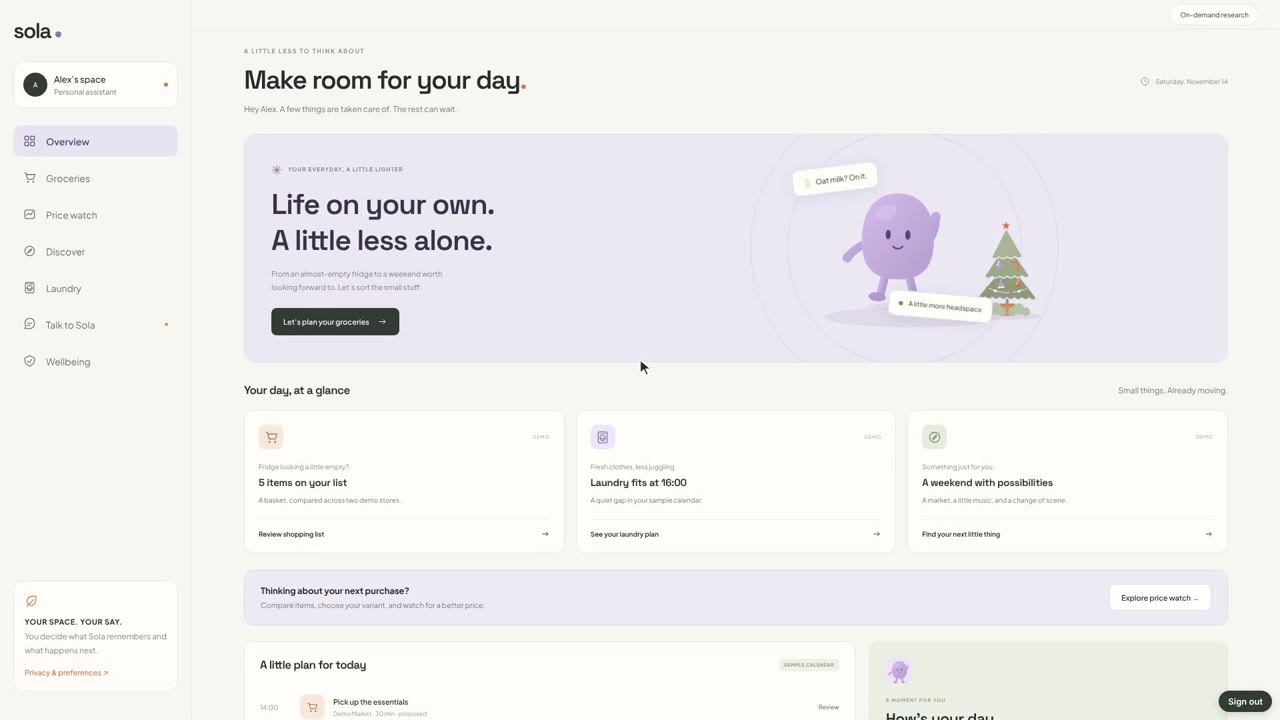 sola
On-demand research
A
Alex's space
Personal assistant
Overview
Groceries
Price watch
Discover
Laundry
Talk to Sola
Wellbeing
YOUR SPACE. YOUR SAY.
You decide what Sola remembers and
what happens next.
Privacy & preferences ↗
A LITTLE LESS TO THINK ABOUT
Make room for your day.
Hey Alex. A few things are taken care of. The rest can wait.
Saturday, November 14
YOUR EVERYDAY, A LITTLE LIGHTER
Life on your own.
A little less alone.
From an almost-empty fridge to a weekend worth
looking forward to. Let's sort the small stuff.
Let's plan your groceries →
Oat milk? On it.
A little more headspace
Your day, at a glance
Small things. Already moving.
DEMO
Fridge looking a little empty?
5 items on your list
A basket, compared across two demo stores.
Review shopping list →
DEMO
Fresh clothes, less juggling.
Laundry fits at 16:00
A quiet gap in your sample calendar.
See your laundry plan →
DEMO
Something just for you.
A weekend with possibilities
A market, a little music, and a change of scene.
Find your next little thing →
Thinking about your next purchase?
Compare items, choose your variant, and watch for a better price.
Explore price watch →
A little plan for today
SAMPLE CALENDAR
14:00
Pick up the essentials
Demo Market · 30 min · proposed
Review
A MOMENT FOR YOU
How's your day
Sign out